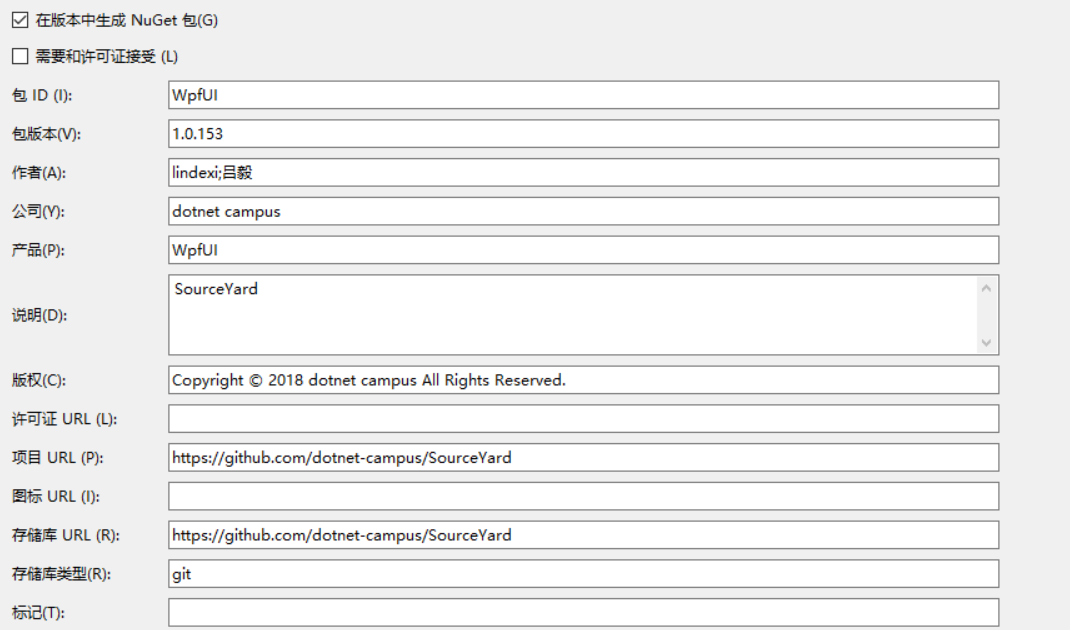 在版本中生成 NuGet 包(G)
需要和许可证接受 (L)
包 ID (I): WpfUI
包版本(V): 1.0.153
作者(A): lindexi;吕毅
公司(Y): dotnet campus
产品(P): WpfUI
说明(D): SourceYard
版权(C): Copyright © 2018 dotnet campus All Rights Reserved.
许可证 URL (L):
项目 URL (P): https://github.com/dotnet-campus/SourceYard
图标 URL (I):
存储库 URL (R): https://github.com/dotnet-campus/SourceYard
存储库类型(R): git
标记(T):